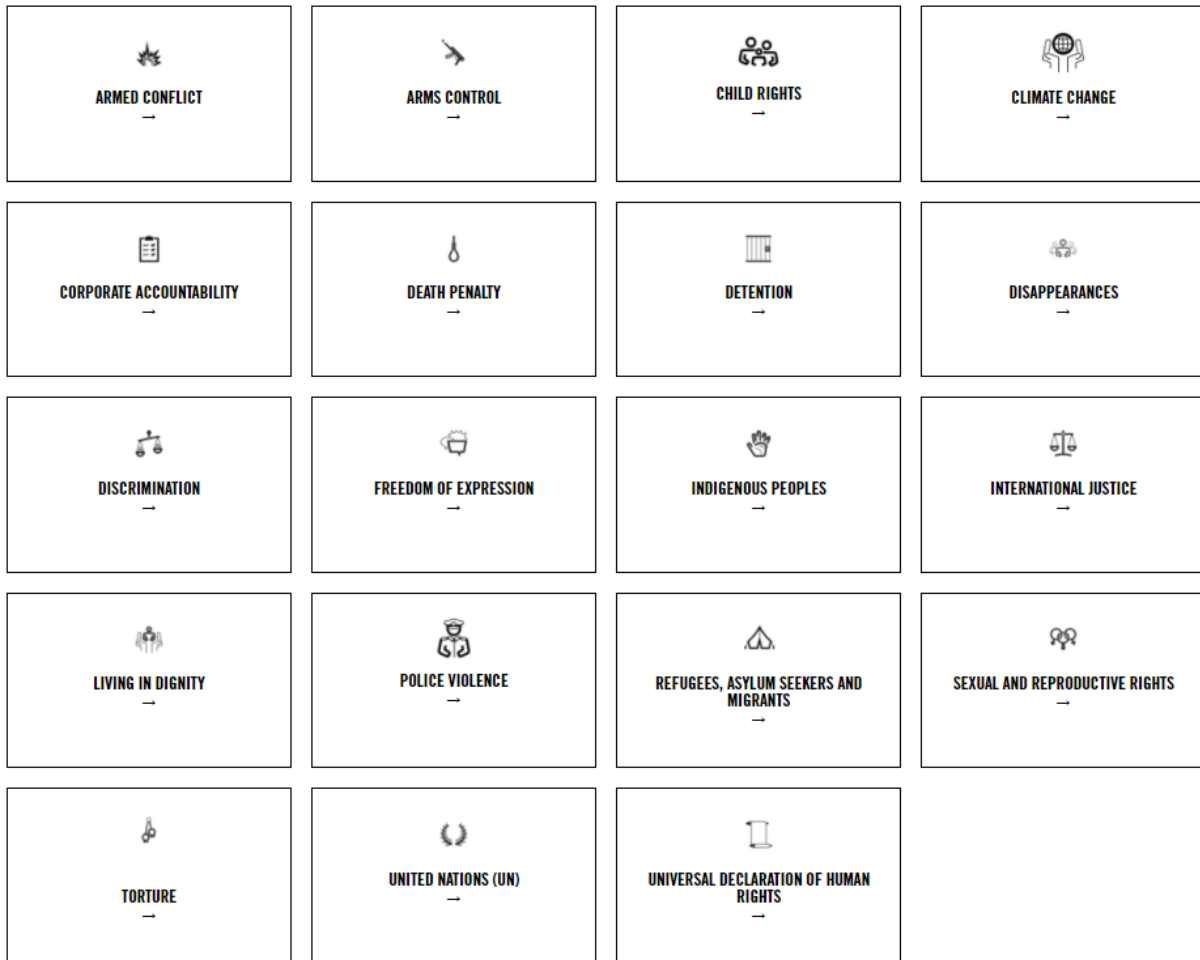 ARMED CONFLICT
→
ARMS CONTROL
→
CHILD RIGHTS
→
CLIMATE CHANGE
→
CORPORATE ACCOUNTABILITY
→
DEATH PENALTY
→
DETENTION
→
DISAPPEARANCES
→
DISCRIMINATION
→
FREEDOM OF EXPRESSION
→
INDIGENOUS PEOPLES
→
INTERNATIONAL JUSTICE
→
LIVING IN DIGNITY
→
POLICE VIOLENCE
→
REFUGEES, ASYLUM SEEKERS AND
MIGRANTS
→
SEXUAL AND REPRODUCTIVE RIGHTS
→
TORTURE
→
UNITED NATIONS (UN)
→
UNIVERSAL DECLARATION OF HUMAN
RIGHTS
→